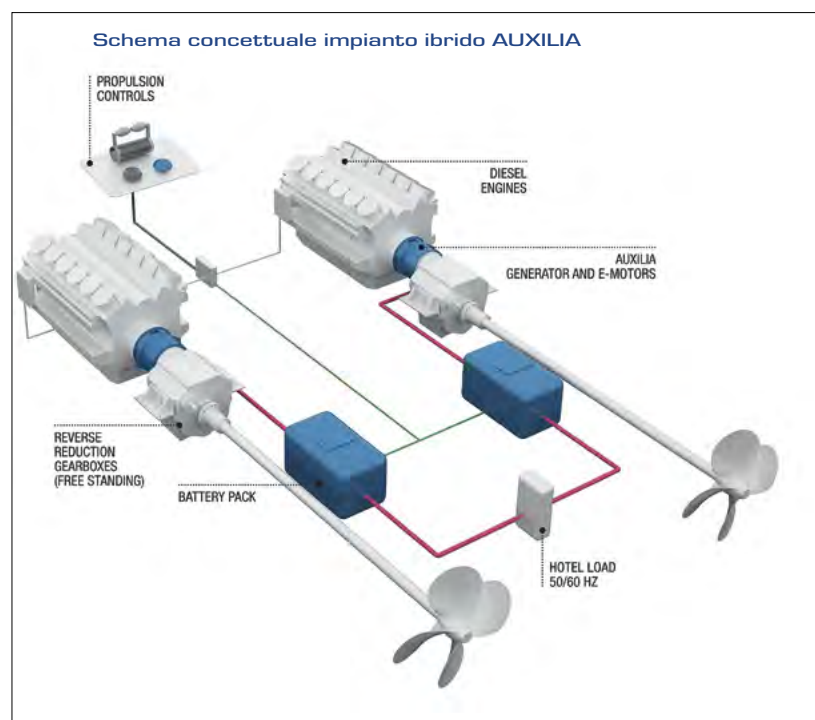 Schema concettuale impianto ibrido AUXILIA
PROPULSION
CONTROLS
DIESEL
ENGINES
AUXILIA
GENERATOR AND E-MOTORS
REVERSE
REDUCTION
GEARBOXES
(FREE STANDING)
BATTERY PACK
HOTEL LOAD
50/60 HZ